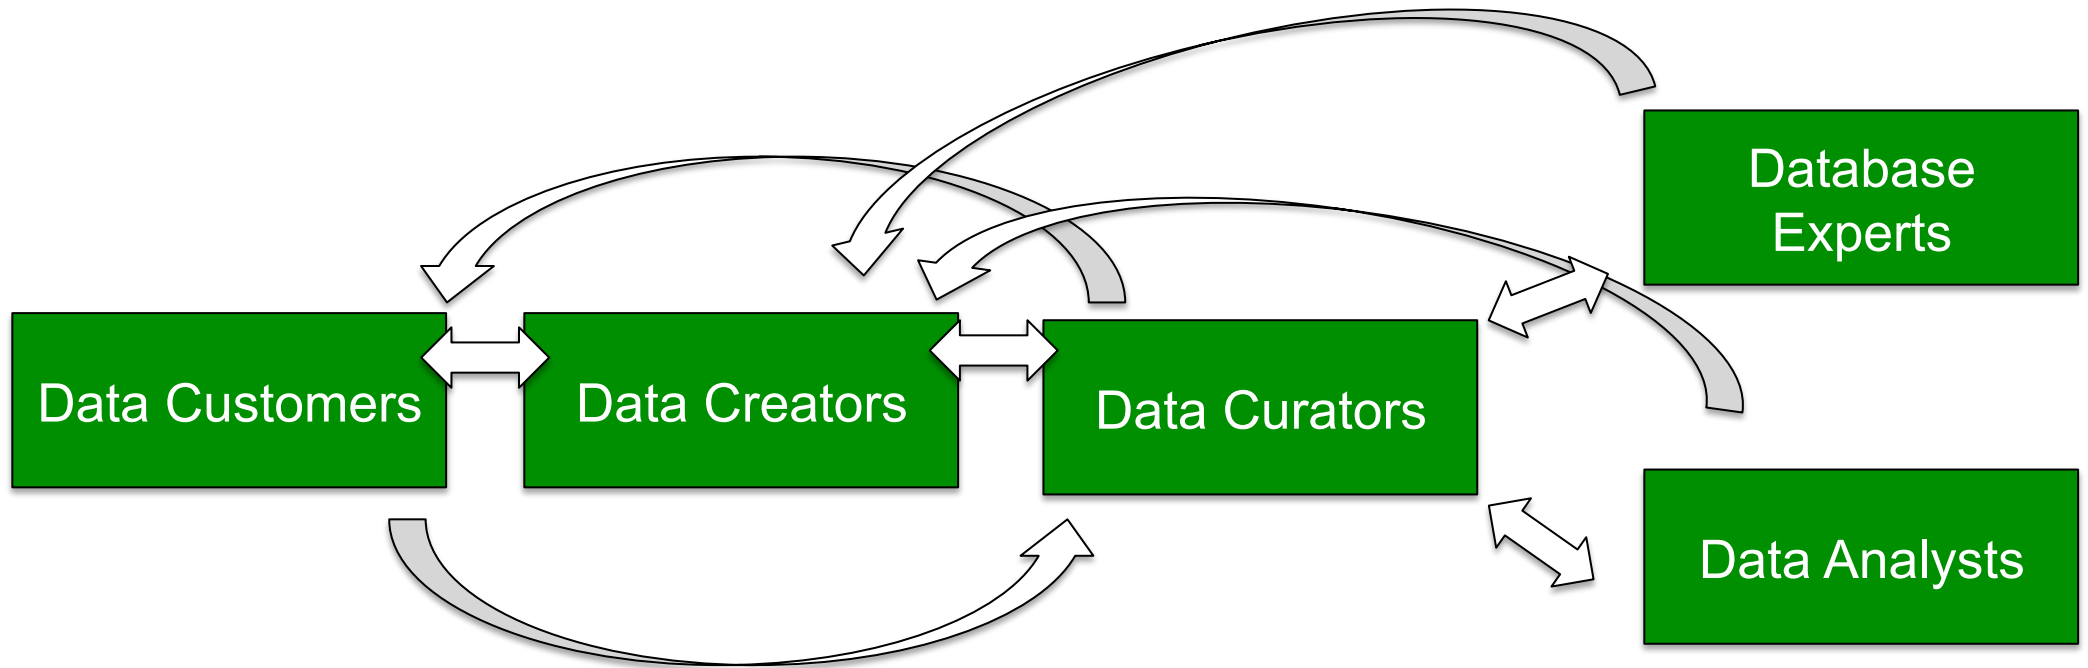 Database
Experts
Data Customers
Data Creators
Data Curators
Data Analysts